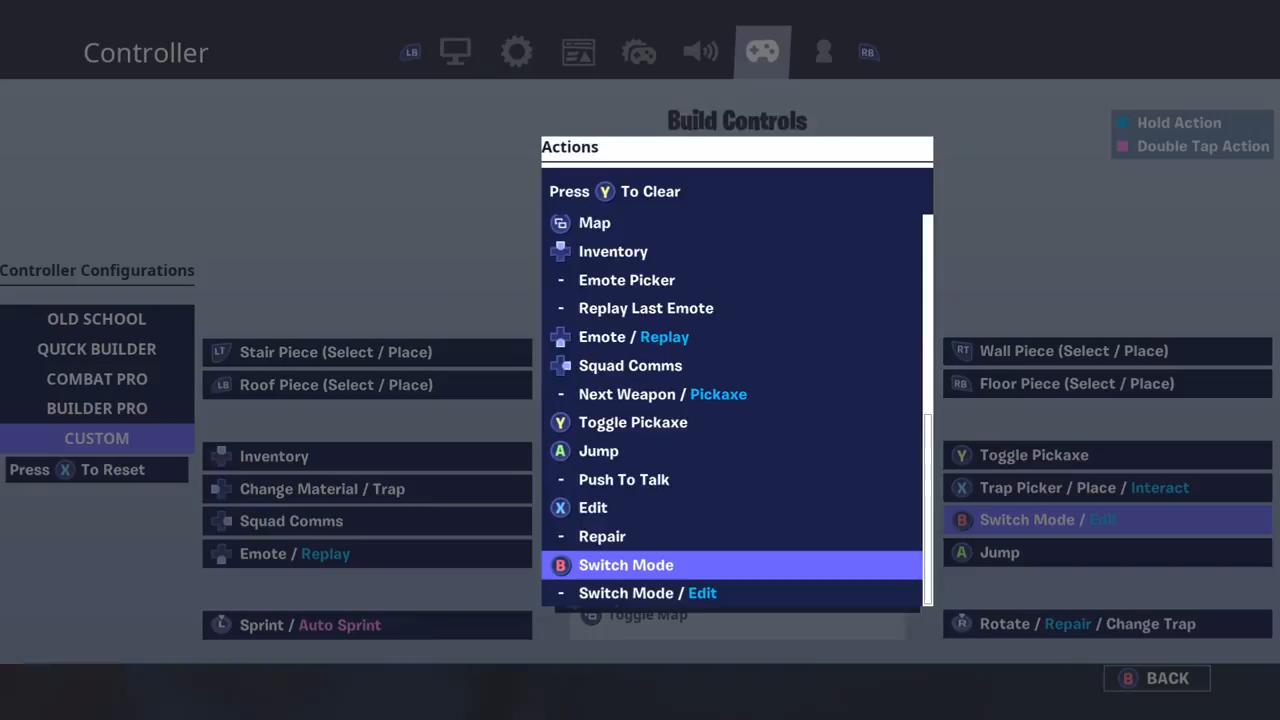 Controller
LB
RB
Build Controls
Hold Action
Double Tap Action
Actions
Press Y To Clear
Map
Inventory
- Emote Picker
- Replay Last Emote
Emote / Replay
Squad Comms
- Next Weapon / Pickaxe
Y Toggle Pickaxe
A Jump
- Push To Talk
X Edit
- Repair
B Switch Mode
- Switch Mode / Edit
Controller Configurations
OLD SCHOOL
QUICK BUILDER
COMBAT PRO
BUILDER PRO
CUSTOM
Press X To Reset
LT Stair Piece (Select / Place)
LB Roof Piece (Select / Place)
Inventory
Change Material / Trap
Squad Comms
Emote / Replay
L Sprint / Auto Sprint
Toggle Map
RT Wall Piece (Select / Place)
RB Floor Piece (Select / Place)
Y Toggle Pickaxe
X Trap Picker / Place / Interact
B Switch Mode / Edit
A Jump
R Rotate / Repair / Change Trap
B BACK